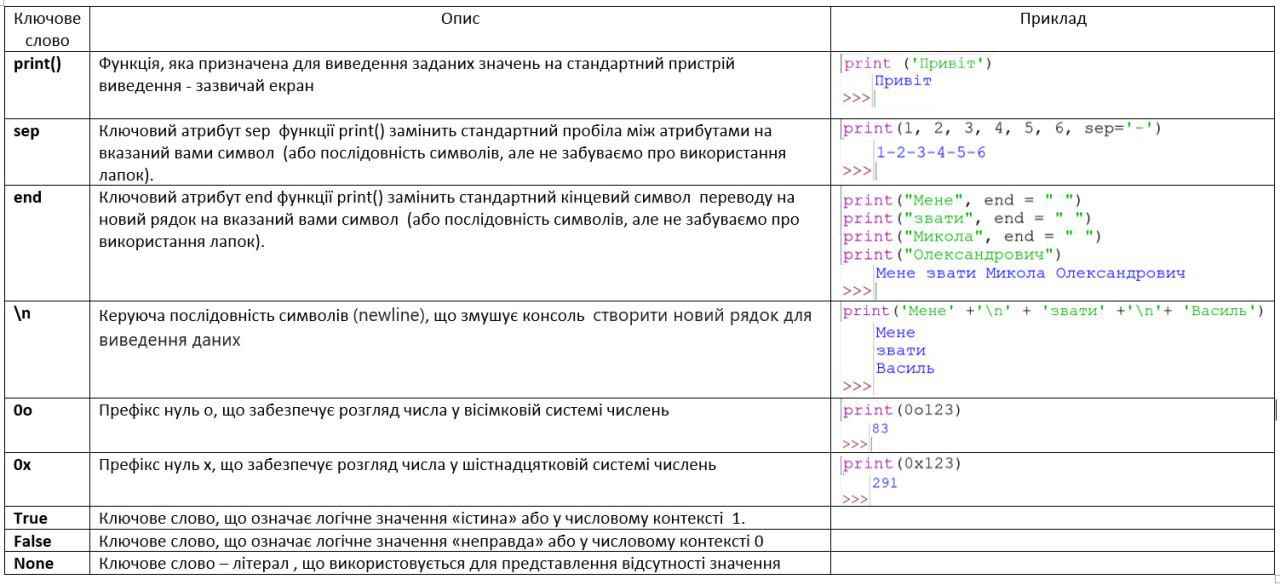 Ключове слово
Опис
Приклад
print()
Функція, яка призначена для виведення заданих значень на стандартний пристрій
виведення - зазвичай екран
print ('Привіт')
Привіт
>>>
sep
Ключовий атрибут sep функції print() замінить стандартний пробіла між атрибутами на
вказаний вами символ (або послідовність символів, але не забуваємо про використання
лапок).
print(1, 2, 3, 4, 5, 6, sep='-')
1-2-3-4-5-6
>>>
end
Ключовий атрибут end функції print() замінить стандартний кінцевий символ переводу на
новий рядок на вказаний вами символ (або послідовність символів, але не забуваємо про
використання лапок).
print("Мене", end = " ")
print("звати", end = " ")
print("Микола", end = " ")
print("Олександрович")
Мене звати Микола Олександрович
>>>
\n
Керуюча послідовність символів (newline), що змушує консоль створити новий рядок для
виведення даних
print('Мене' +'\n' + 'звати' +'\n'+ 'Василь')
Мене
звати
Василь
>>>
0o
Префікс нуль о, що забезпечує розгляд числа у вісімковій системі числень
print(0o123)
83
>>>
0x
Префікс нуль х, що забезпечує розгляд числа у шістнадцятковій системі числень
print(0x123)
291
>>>
True
Ключове слово, що означає логічне значення «істина» або у числовому контексті 1.
False
Ключове слово, що означає логічне значення «неправда» або у числовому контексті 0
None
Ключове слово – літерал , що використовується для представлення відсутності значення